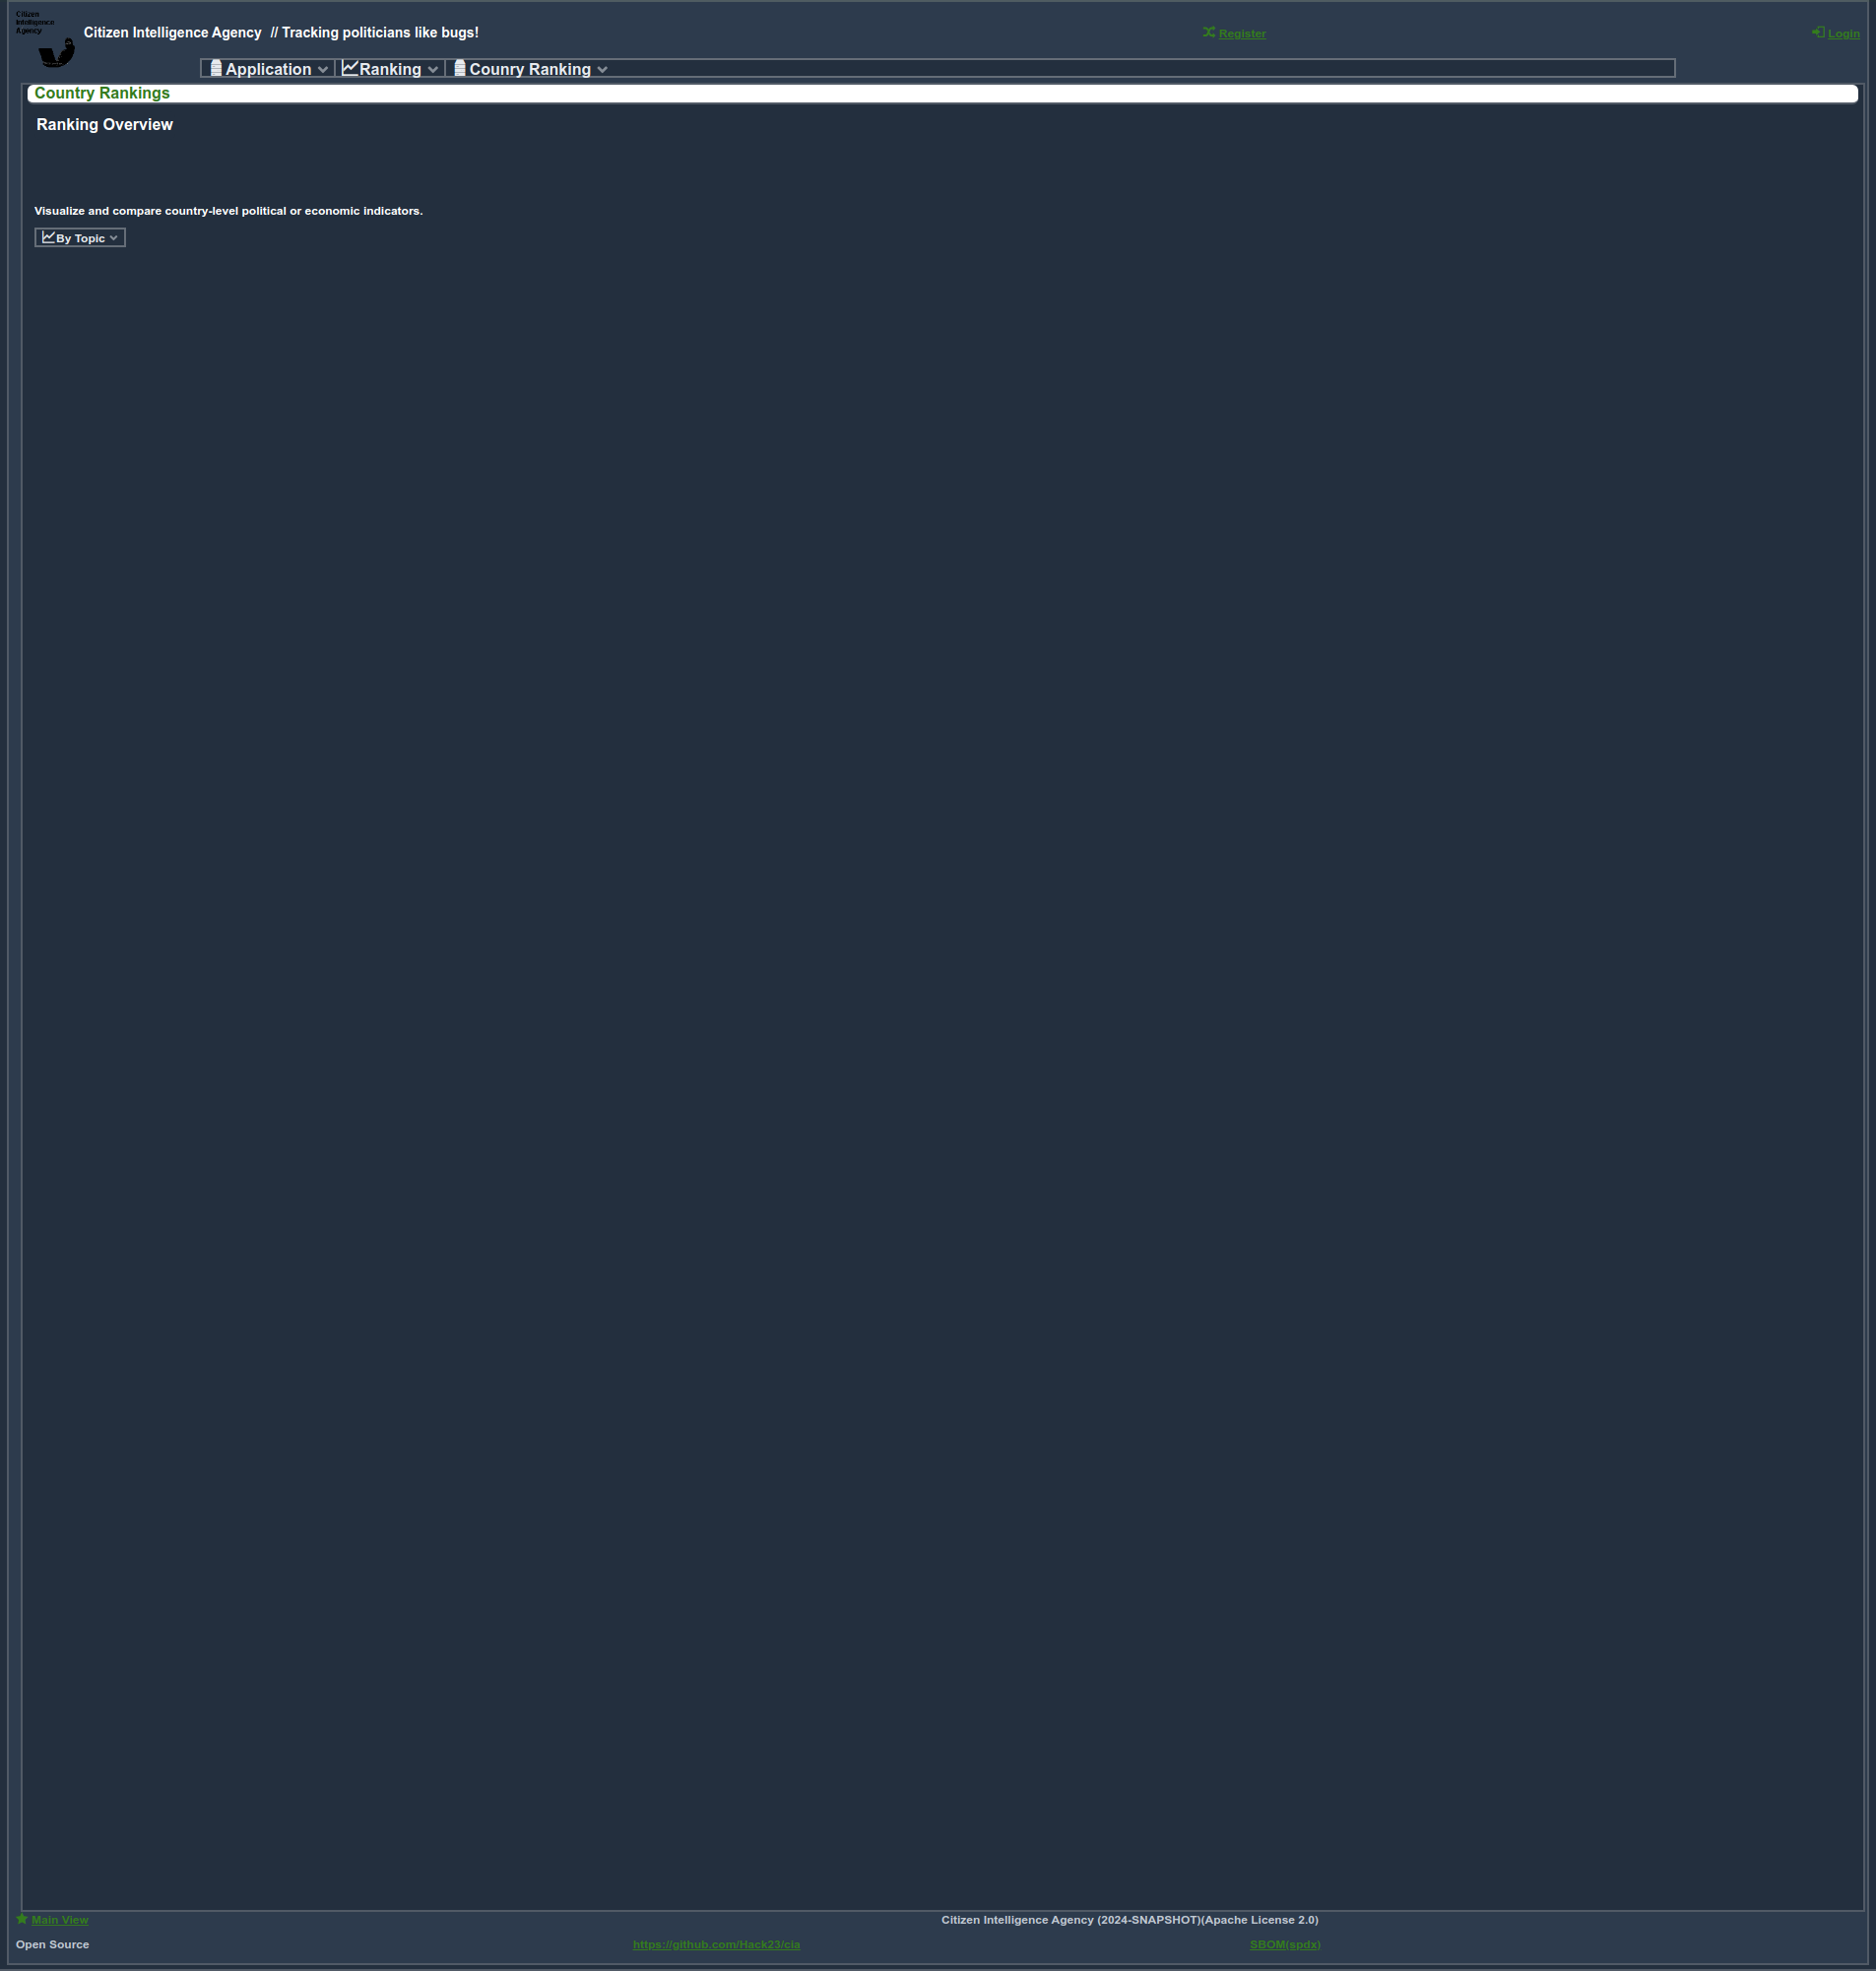 Citizen
Intelligence
Agency
Citizen Intelligence Agency // Tracking politicians like bugs!
Register
Login
Application
Ranking
Counry Ranking
Country Rankings
Ranking Overview
Visualize and compare country-level political or economic indicators.
By Topic
Main View
Citizen Intelligence Agency (2024-SNAPSHOT)(Apache License 2.0)
Open Source
https://github.com/Hack23/cia
SBOM(spdx)